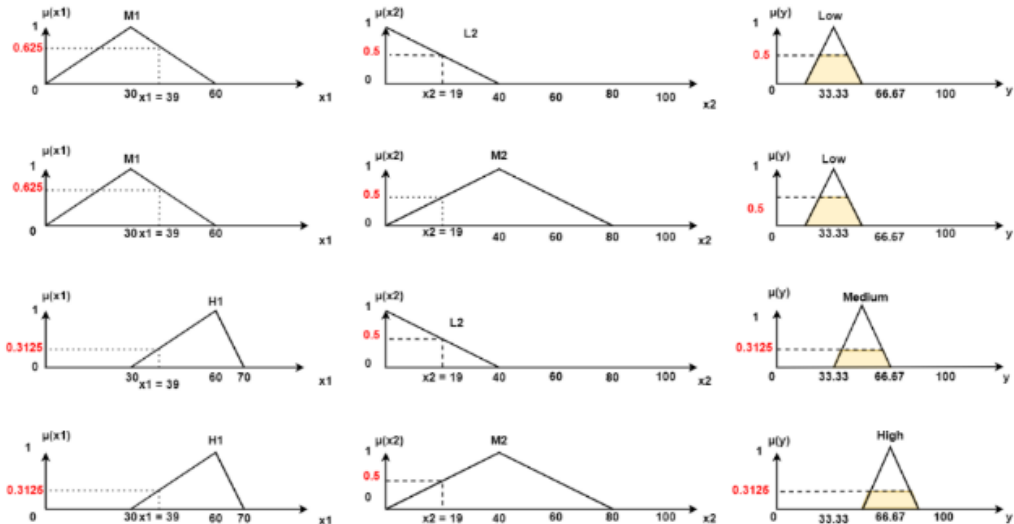 μ(x1) M1 1 0.625 0 30 x1 = 39 60 x1
μ(x2) L2 1 0.5 0 x2 = 19 40 80 100 x2
μ(y) Low 1 0.5 0 33.33 66.67 100 y
μ(x1) M1 1 0.625 0 30 x1 = 39 60 x1
μ(x2) M2 1 0.5 0 x2 = 19 40 80 100 x2
μ(y) Low 1 0.5 0 33.33 66.67 100 y
μ(x1) H1 1 0.3125 0 30 x1 = 39 60 70 x1
μ(x2) L2 1 0.5 0 x2 = 19 40 80 100 x2
μ(y) Medium 1 0.3125 0 33.33 66.67 100 y
μ(x1) H1 1 0.3125 0 30 x1 = 39 60 70 x1
μ(x2) M2 1 0.5 0 x2 = 19 40 80 100 x2
μ(y) High 1 0.3125 0 33.33 66.67 100 y